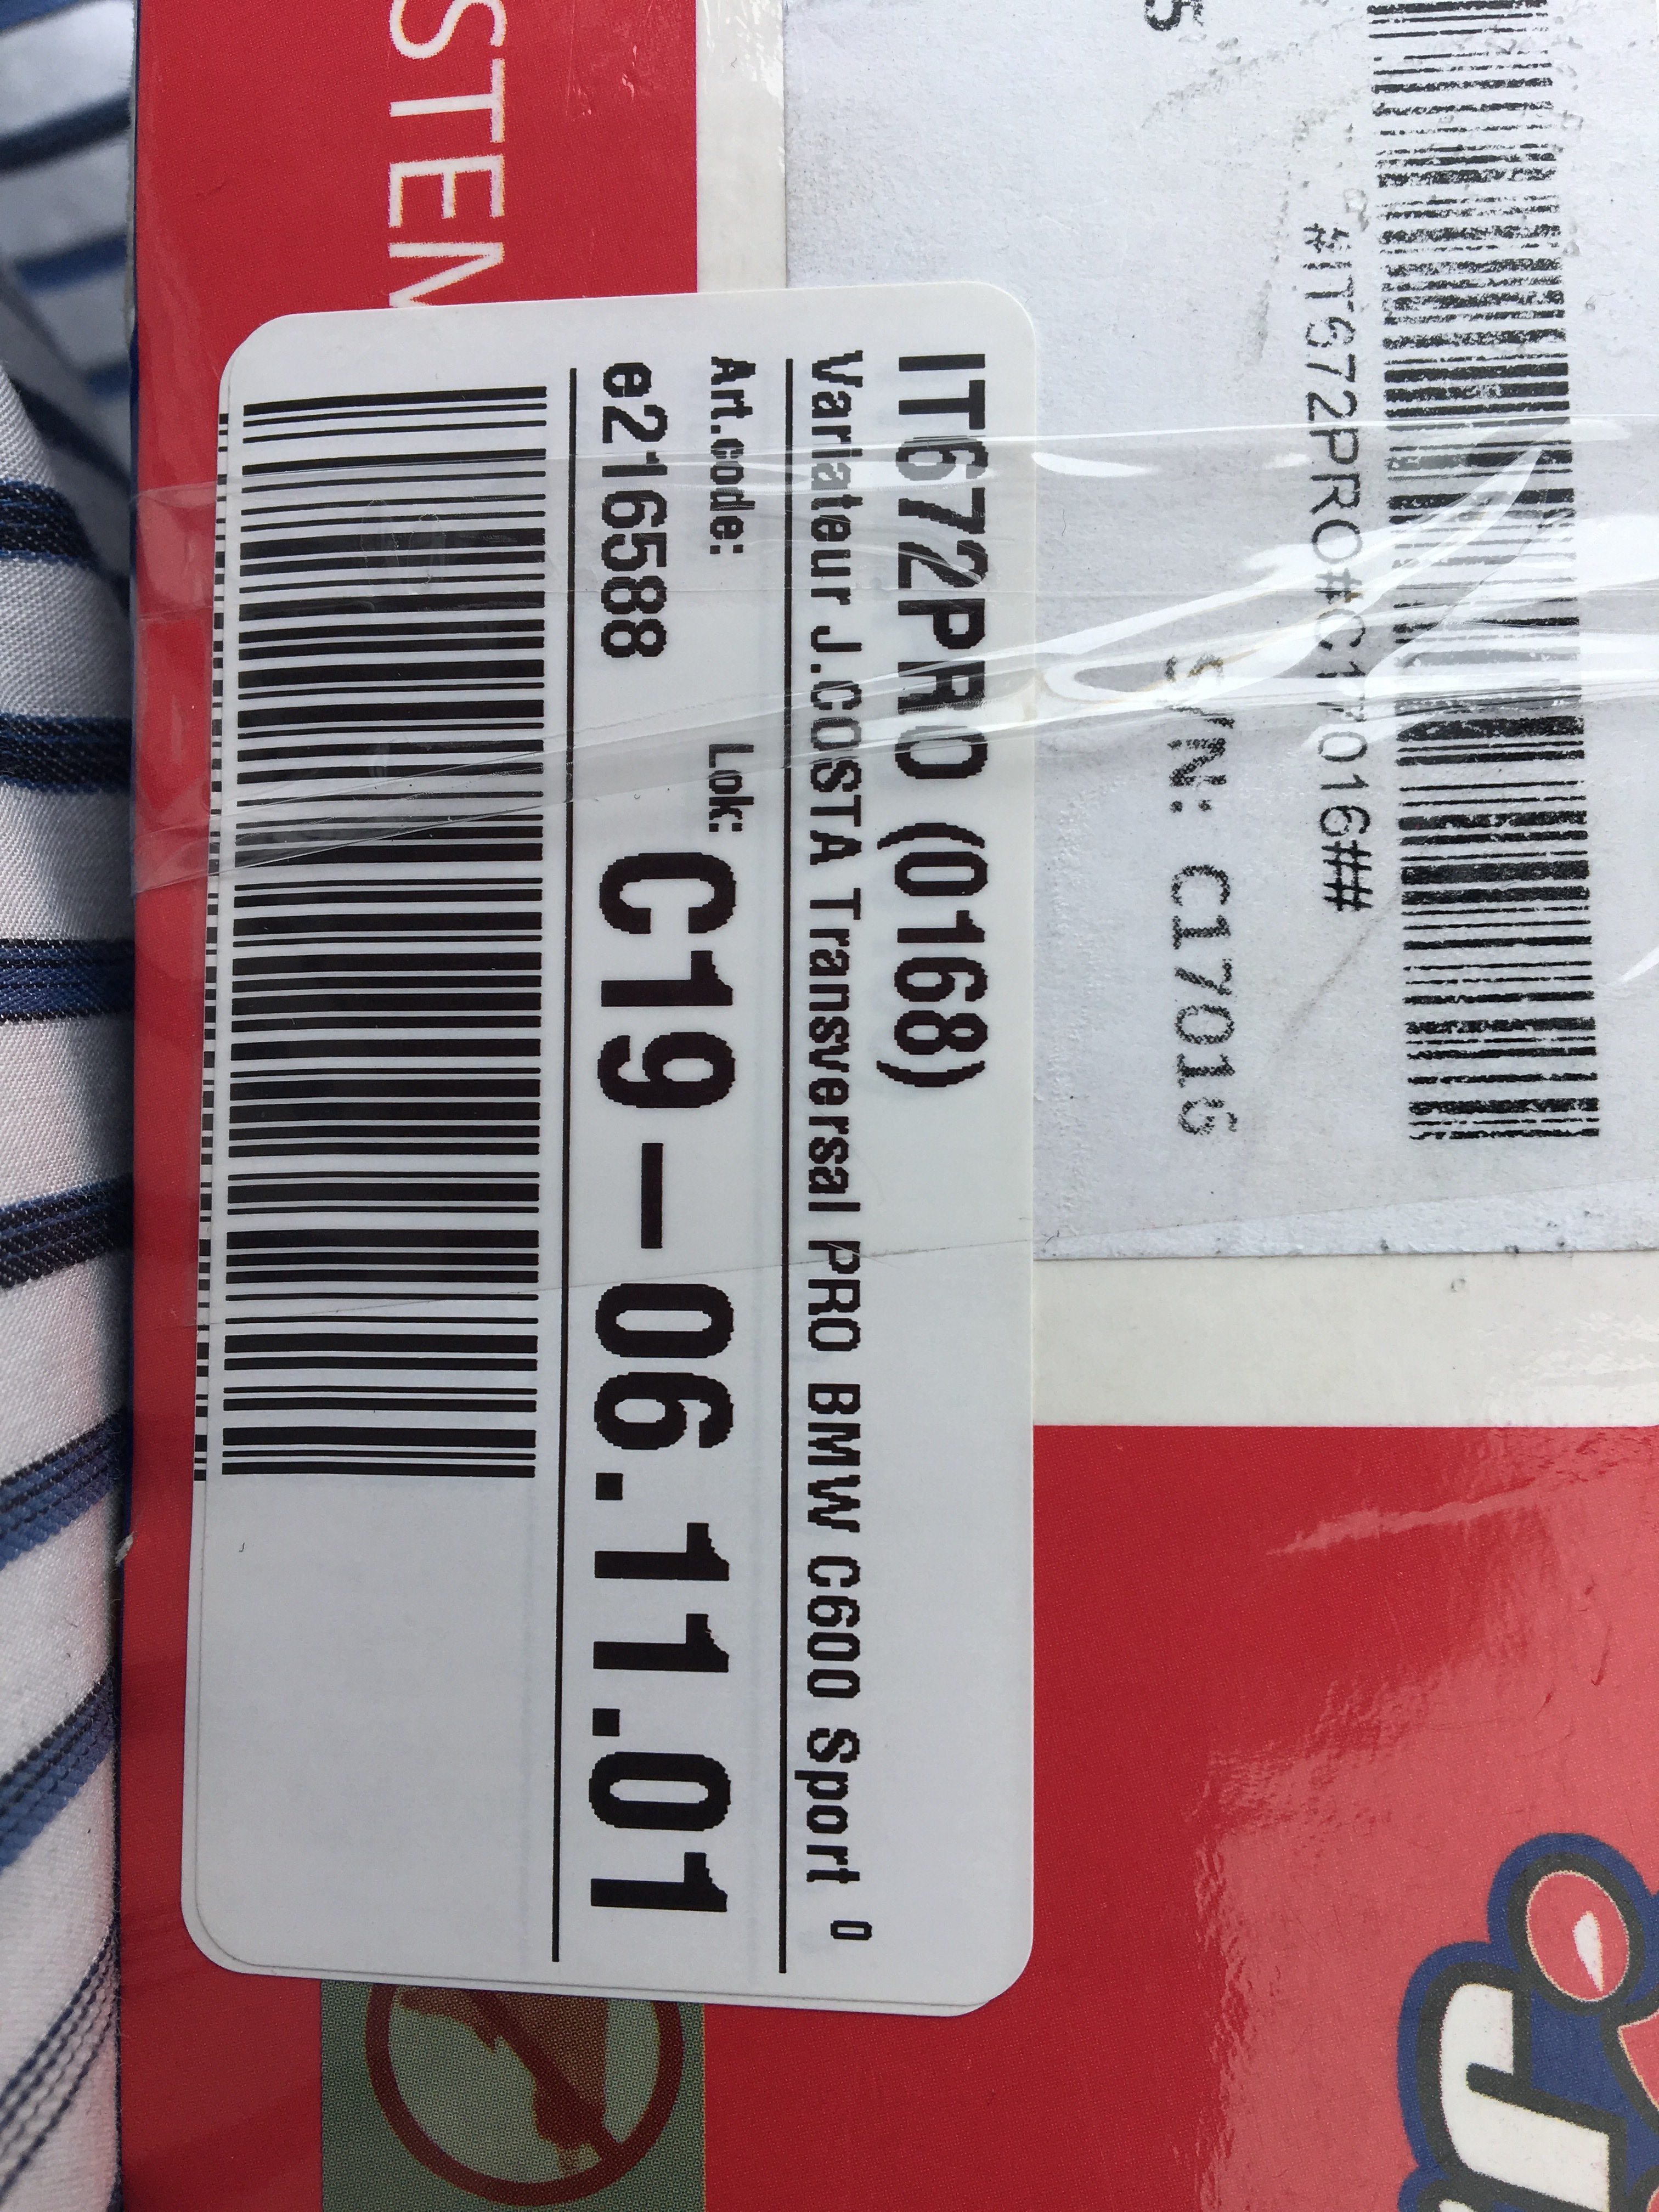 #IT672PRO#C17016##
S/N: C17016
IT672PRO (0168)
Variateur J.COSTA Transversal PRO BMW C600 Sport 0
Art.code: Lok: C19-06.11.01
e216588